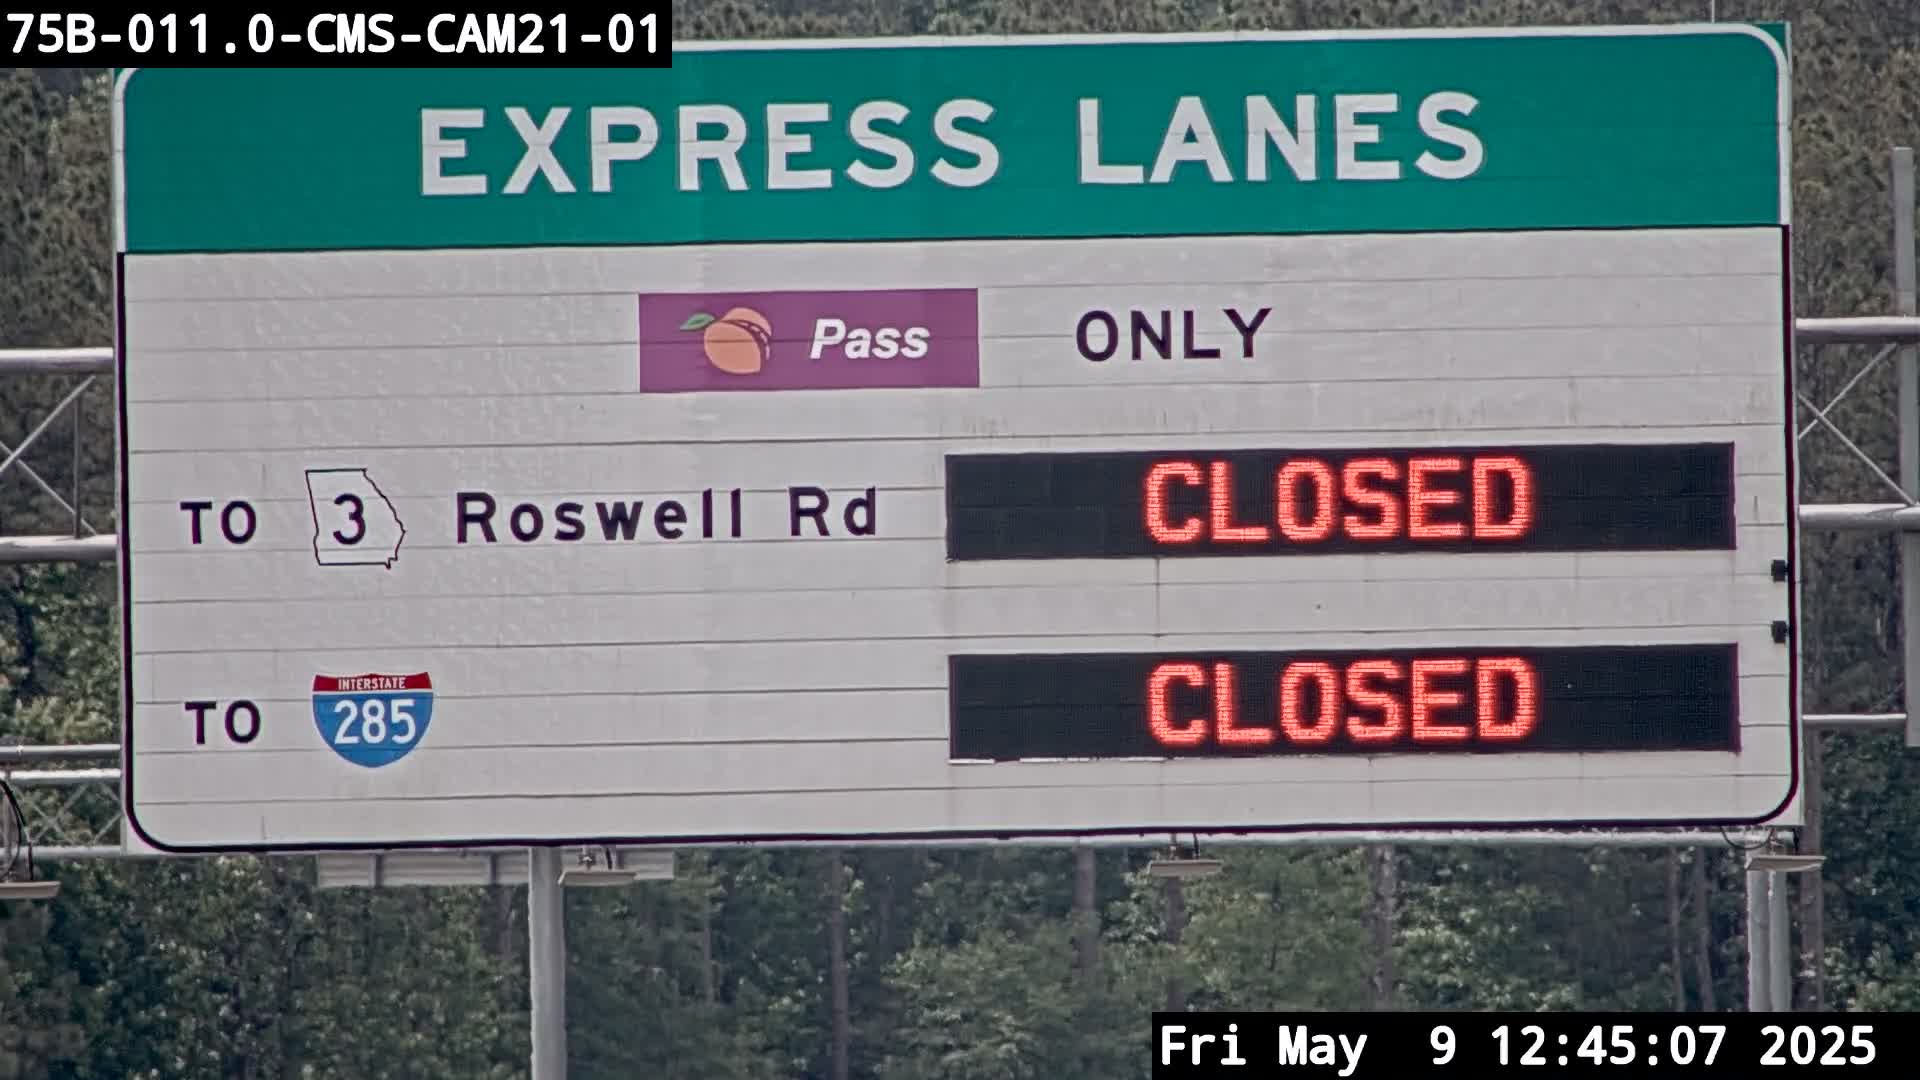 75B-011.0-CMS-CAM21-01
EXPRESS LANES
Pass ONLY
TO 3 Roswell Rd CLOSED
TO INTERSTATE 285 CLOSED
Fri May 9 12:45:07 2025